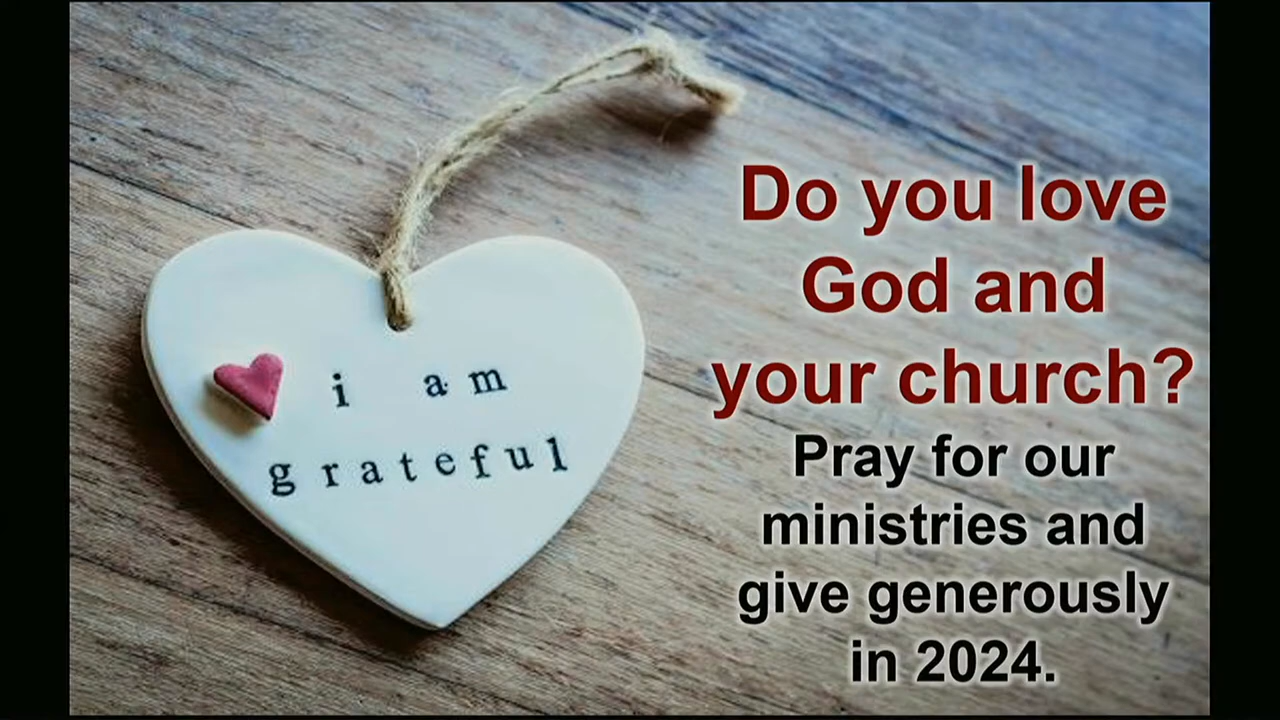 i am
grateful
Do you love
God and
your church?
Pray for our
ministries and
give generously
in 2024.